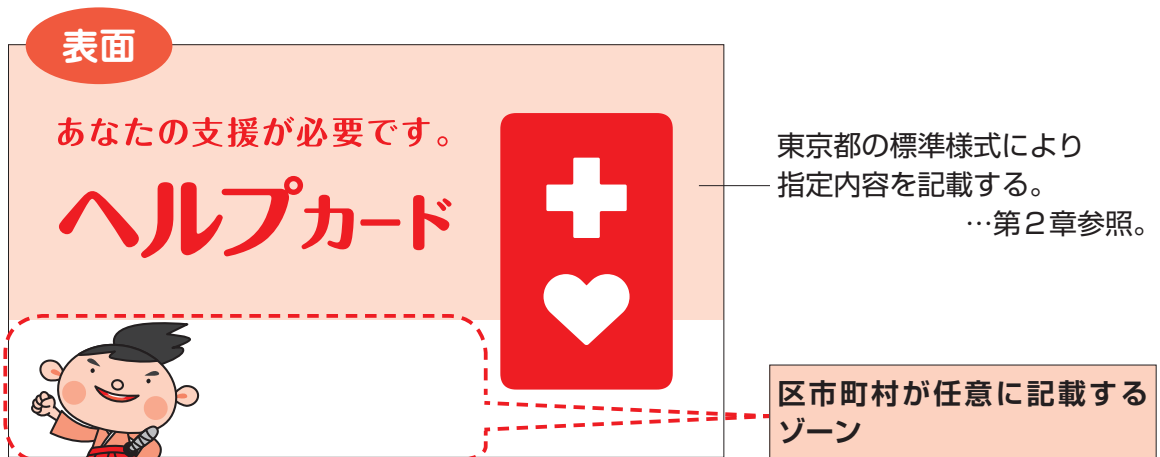 表面
あなたの支援が必要です。
ヘルプカード
東京都の標準様式により
指定内容を記載する。
…第2章参照。
区市町村が任意に記載する
ゾーン